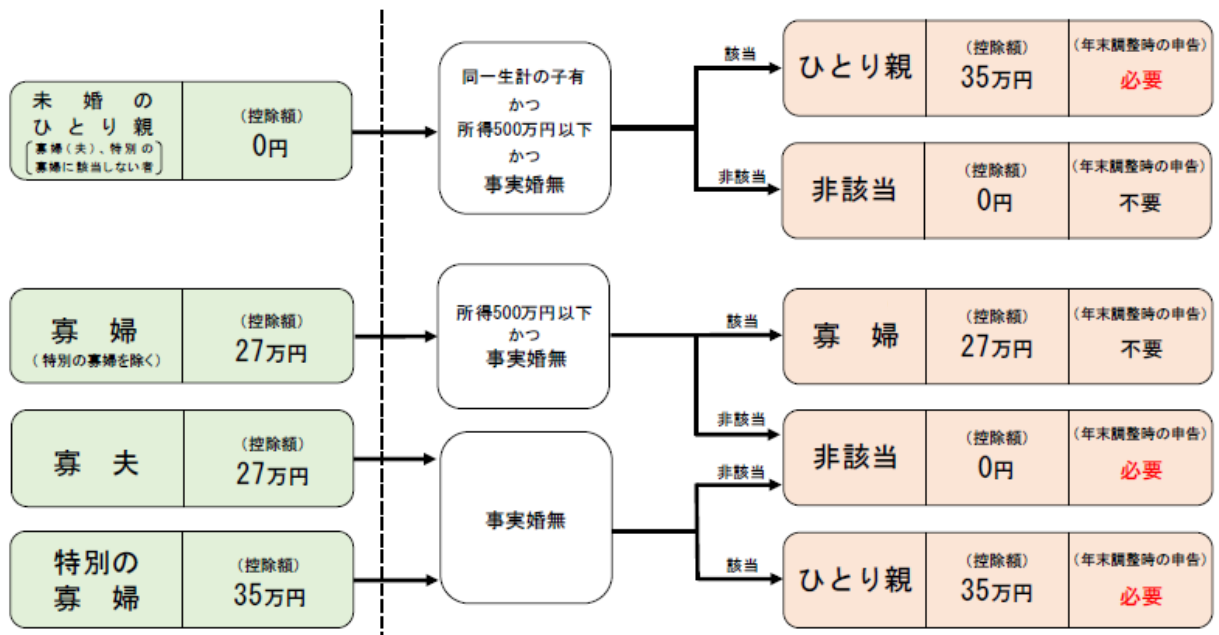 未婚の
ひとり親
寡婦(夫)、特別の
寡婦に該当しない者
(控除額)
0円
同一生計の子有
かつ
所得500万円以下
かつ
事実婚無
該当
ひとり親
(控除額)
35万円
(年末調整時の申告)
必要
非該当
非該当
(控除額)
0円
(年末調整時の申告)
不要
寡婦
(特別の寡婦を除く)
(控除額)
27万円
所得500万円以下
かつ
事実婚無
該当
寡婦
(控除額)
27万円
(年末調整時の申告)
不要
寡夫
(控除額)
27万円
非該当
非該当
非該当
(控除額)
0円
(年末調整時の申告)
必要
特別の
寡婦
(控除額)
35万円
事実婚無
該当
ひとり親
(控除額)
35万円
(年末調整時の申告)
必要